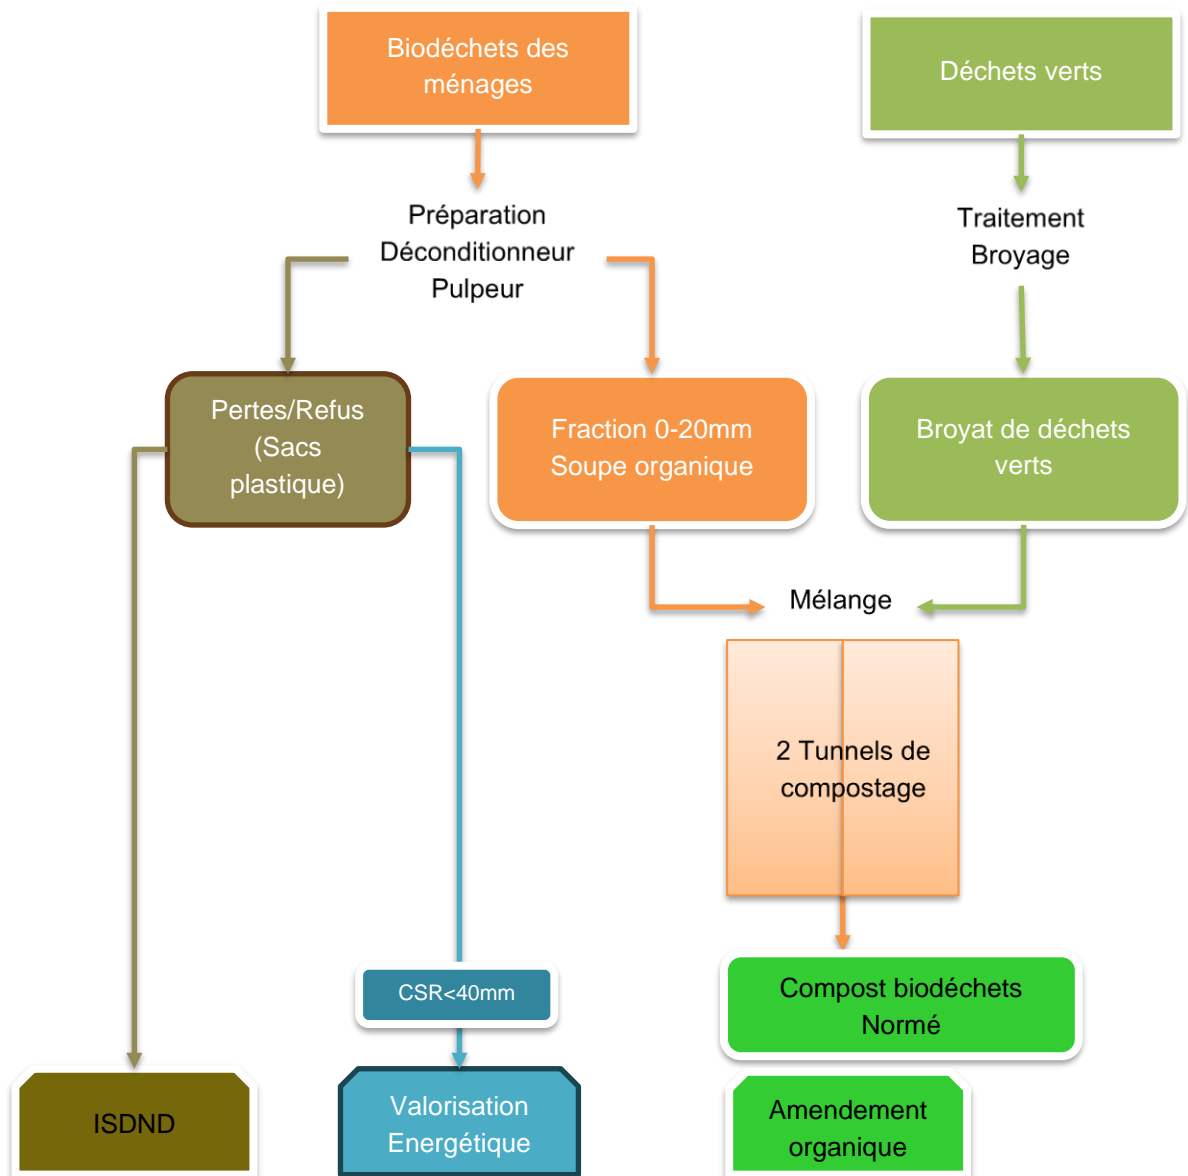 Biodéchets des
ménages
Déchets verts
Préparation
Déconditionneur
Pulpeur
Traitement
Broyage
Pertes/Refus
(Sacs
plastique)
Fraction 0-20mm
Soupe organique
Broyat de déchets
verts
Mélange
2 Tunnels de
compostage
CSR<40mm
Compost biodéchets
Normé
ISDND
Valorisation
Energétique
Amendement
organique